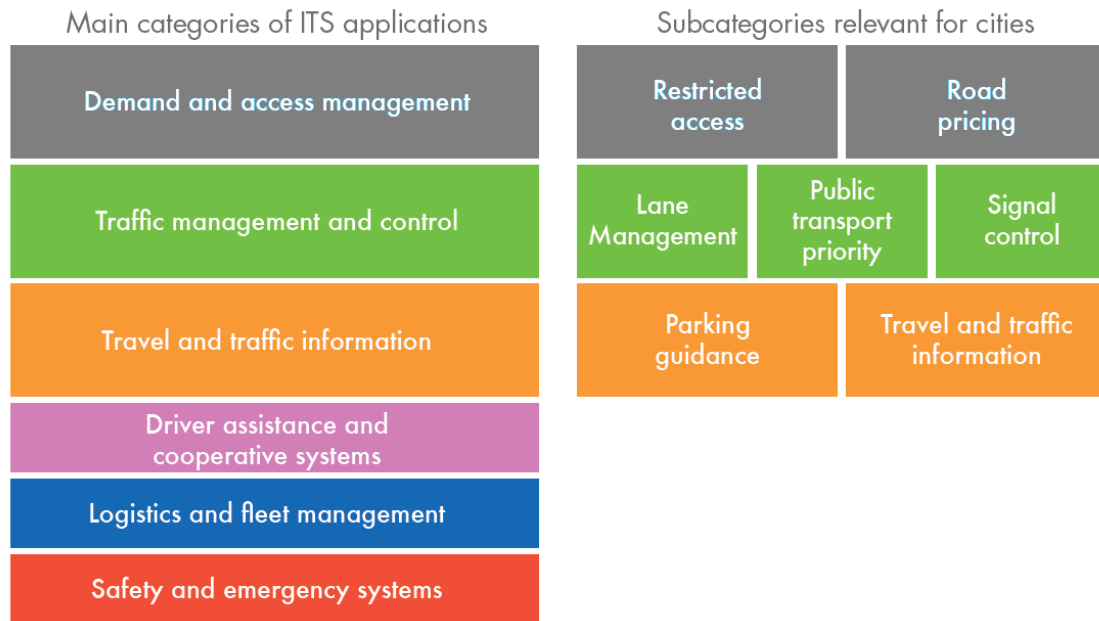 Main categories of ITS applications
Subcategories relevant for cities
Demand and access management
Restricted
access
Road
pricing
Traffic management and control
Lane
Management
Public
transport
priority
Signal
control
Travel and traffic information
Parking
guidance
Travel and traffic
information
Driver assistance and
cooperative systems
Logistics and fleet management
Safety and emergency systems